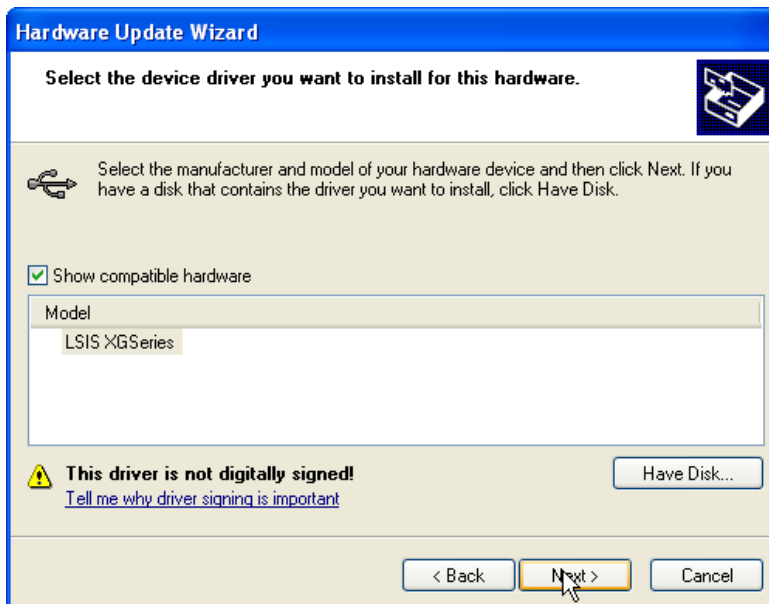 Hardware Update Wizard
Select the device driver you want to install for this hardware.
Select the manufacturer and model of your hardware device and then click Next. If you
have a disk that contains the driver you want to install, click Have Disk.
Show compatible hardware
Model
LSIS XGSeries
This driver is not digitally signed!
Tell me why driver signing is important
Have Disk...
< Back
Next >
Cancel